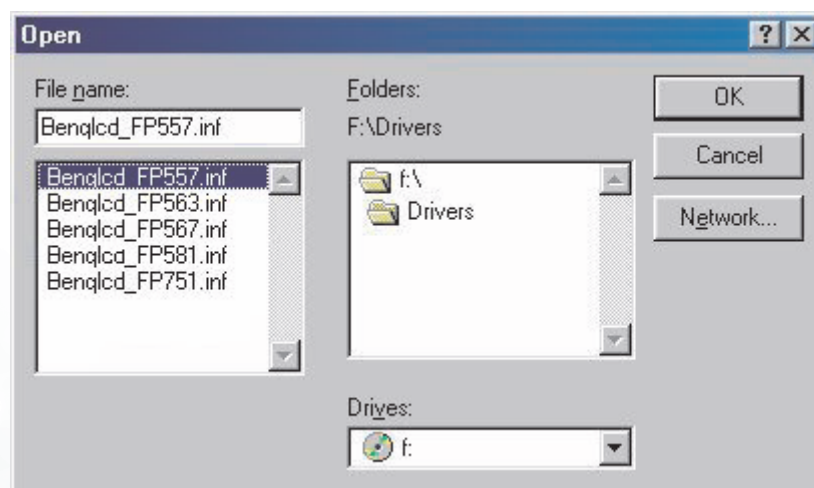 Open
File name:
Benqlcd_FP557.inf
Benqlcd_FP557.inf
Benqlcd_FP563.inf
Benqlcd_FP567.inf
Benqlcd_FP581.inf
Benqlcd_FP751.inf
Folders:
F:\Drivers
f:\
Drivers
Drives:
f:
OK
Cancel
Network...